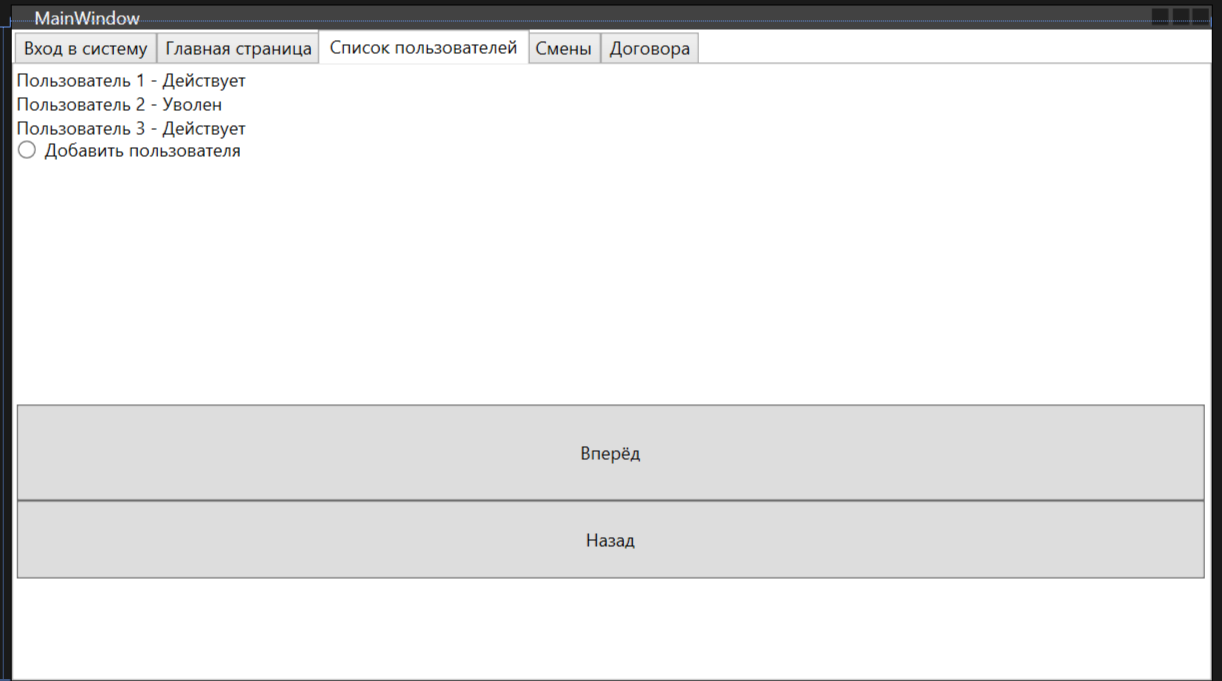 MainWindow
Вход в систему Главная страница Список пользователей Смены Договора
Пользователь 1 - Действует
Пользователь 2 - Уволен
Пользователь 3 - Действует
Добавить пользователя
Вперёд
Назад